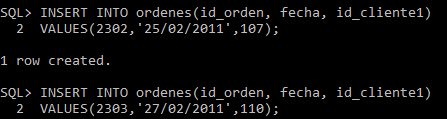 SQL> INSERT INTO ordenes(id_orden, fecha, id_cliente1)
  2  VALUES(2302,'25/02/2011',107);
1 row created.
SQL> INSERT INTO ordenes(id_orden, fecha, id_cliente1)
  2  VALUES(2303,'27/02/2011',110);